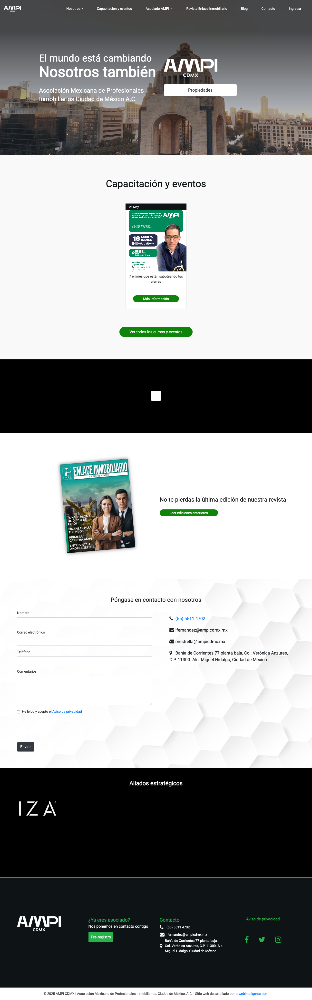 AMPI
CDMX
Nosotros
Capacitación y eventos
Asociado AMPI
Revista Enlace Inmobiliario
Blog
Contacto
Ingresar
El mundo está cambiando
Nosotros también
Asociación Mexicana de Profesionales
Inmobiliarios Ciudad de México A.C.
AMPI
CDMX
Propiedades
Capacitación y eventos
28 May
ELEVA TU SERVICIO INMOBILIARIO:
AMPI
CDMX
Carlos Porcel
16 ABRIL
JUEVES
COSTO
Más información
7 errores que están saboteando tus
cierres
Más información
Ver todos los cursos y eventos
AMPI
ENLACE INMOBILIARIO
CIUDAD DE MÉXICO
¿UNA PERSONA
DE DIEZ O DE
CERO?
FINANZAS PARA
TUS HIJOS
PRIMERA
CARRERA AMPI
ENTREVISTA A
ANDREA ZEPEDA
No te pierdas la última edición de nuestra revista
Leer ediciones anteriores
Póngase en contacto con nosotros
Nombre
Correo electrónico
Teléfono
Comentarios
He leído y acepto el Aviso de privacidad
Enviar
(55) 5511 4702
ifernandez@ampicdmx.mx
mestrella@ampicdmx.mx
Bahía de Corrientes 77 planta baja, Col. Verónica Anzures,
C.P. 11300. Alc. Miguel Hidalgo, Ciudad de México.
Aliados estratégicos
IZA®
AMPI
CDMX
¿Ya eres asociado?
Nos ponemos en contacto contigo
Pre-registro
Contacto
(55) 5511 4702
ifernandez@ampicdmx.mx
Bahía de Corrientes 77 planta baja,
Col. Verónica Anzures, C.P. 11300. Alc.
Miguel Hidalgo, Ciudad de México.
Aviso de privacidad
© 2025 AMPI CDMX | Asociación Mexicana de Profesionales Inmobiliarios, Ciudad de México, A.C. | Sitio web desarrollado por tuwebinteligente.com